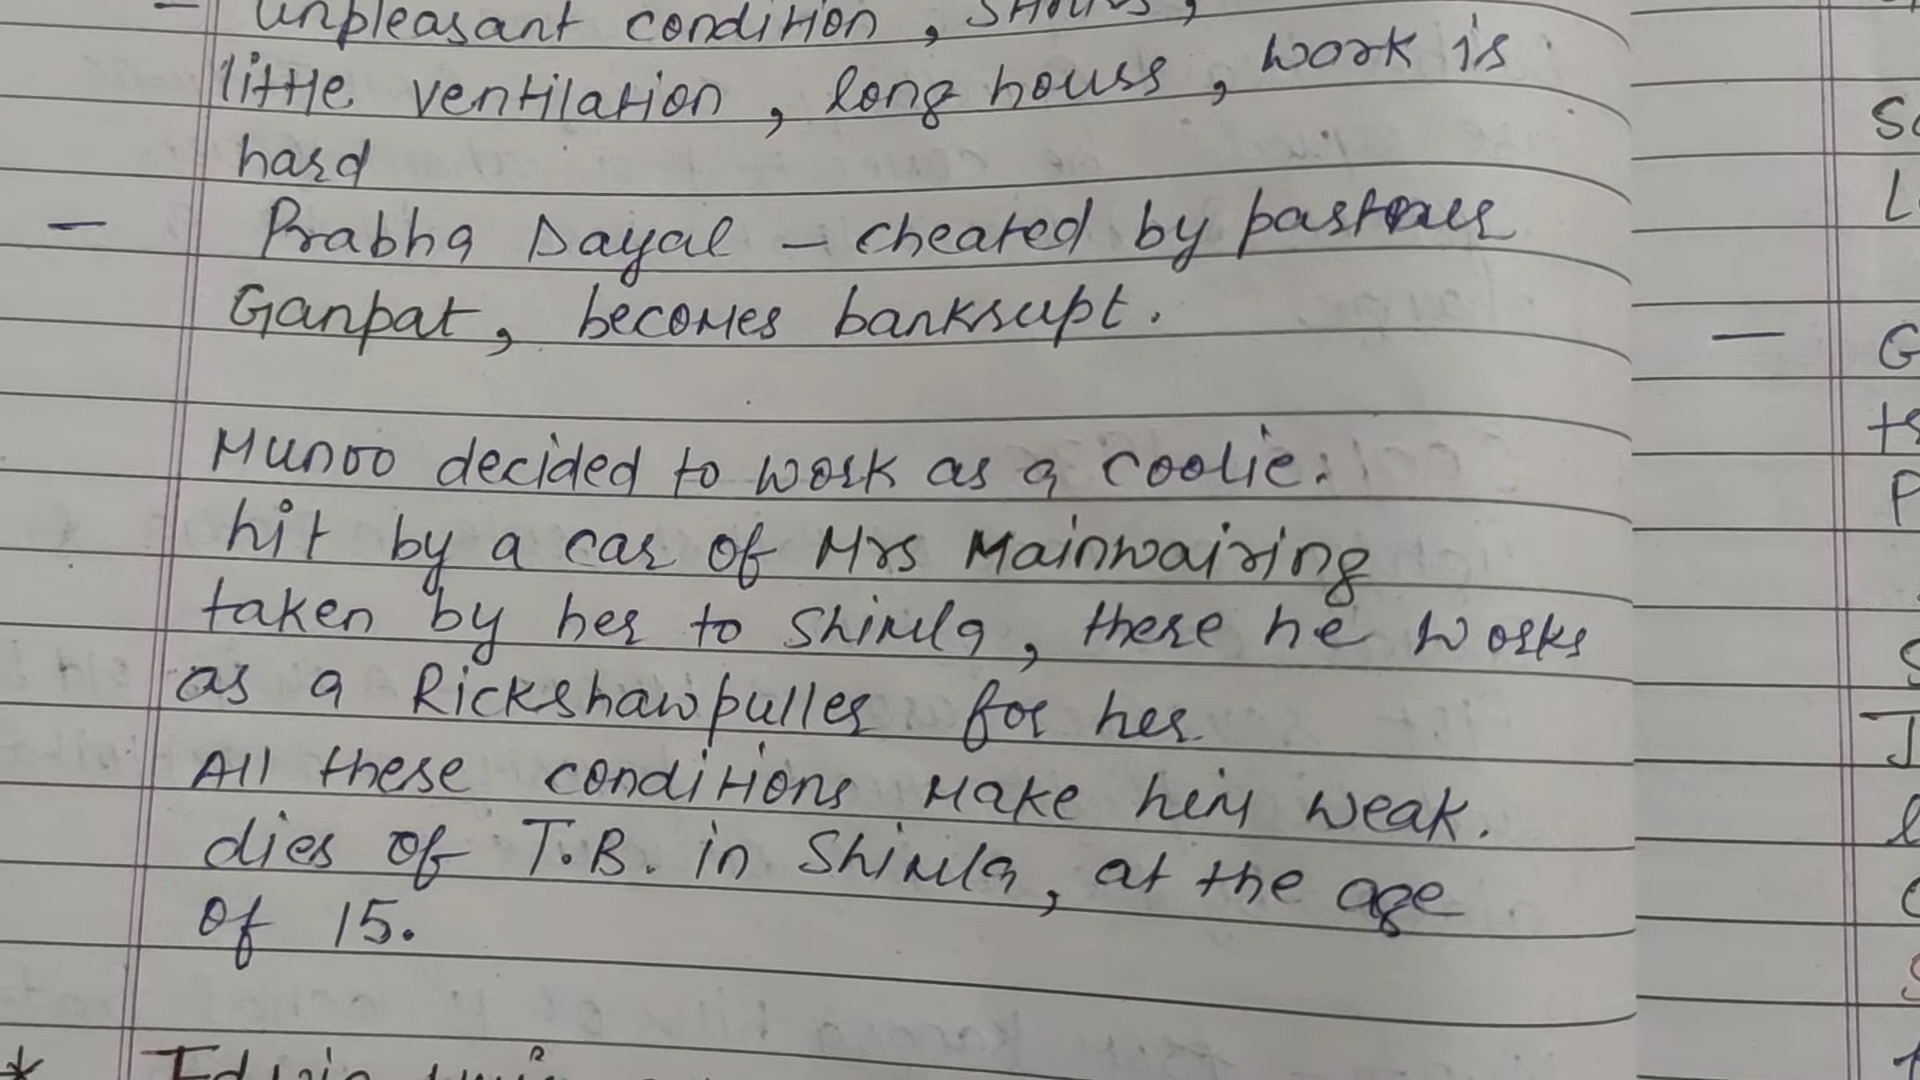 - unpleasant condition,
little ventilation, long hours, work is
hard
- Prabha Dayal - cheated by partner
Ganpat, becomes bankrupt.
Munoo decided to work as a coolie.
hit by a car of Mrs Mainwairing
taken by her to Shimla, there he works
as a Rickshawpuller for her
All these conditions make him weak.
dies of T.B. in Shimla, at the age
of 15.